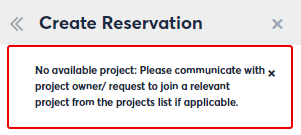 Create Reservation
No available project: Please communicate with
project owner/ request to join a relevant
project from the projects list if applicable.